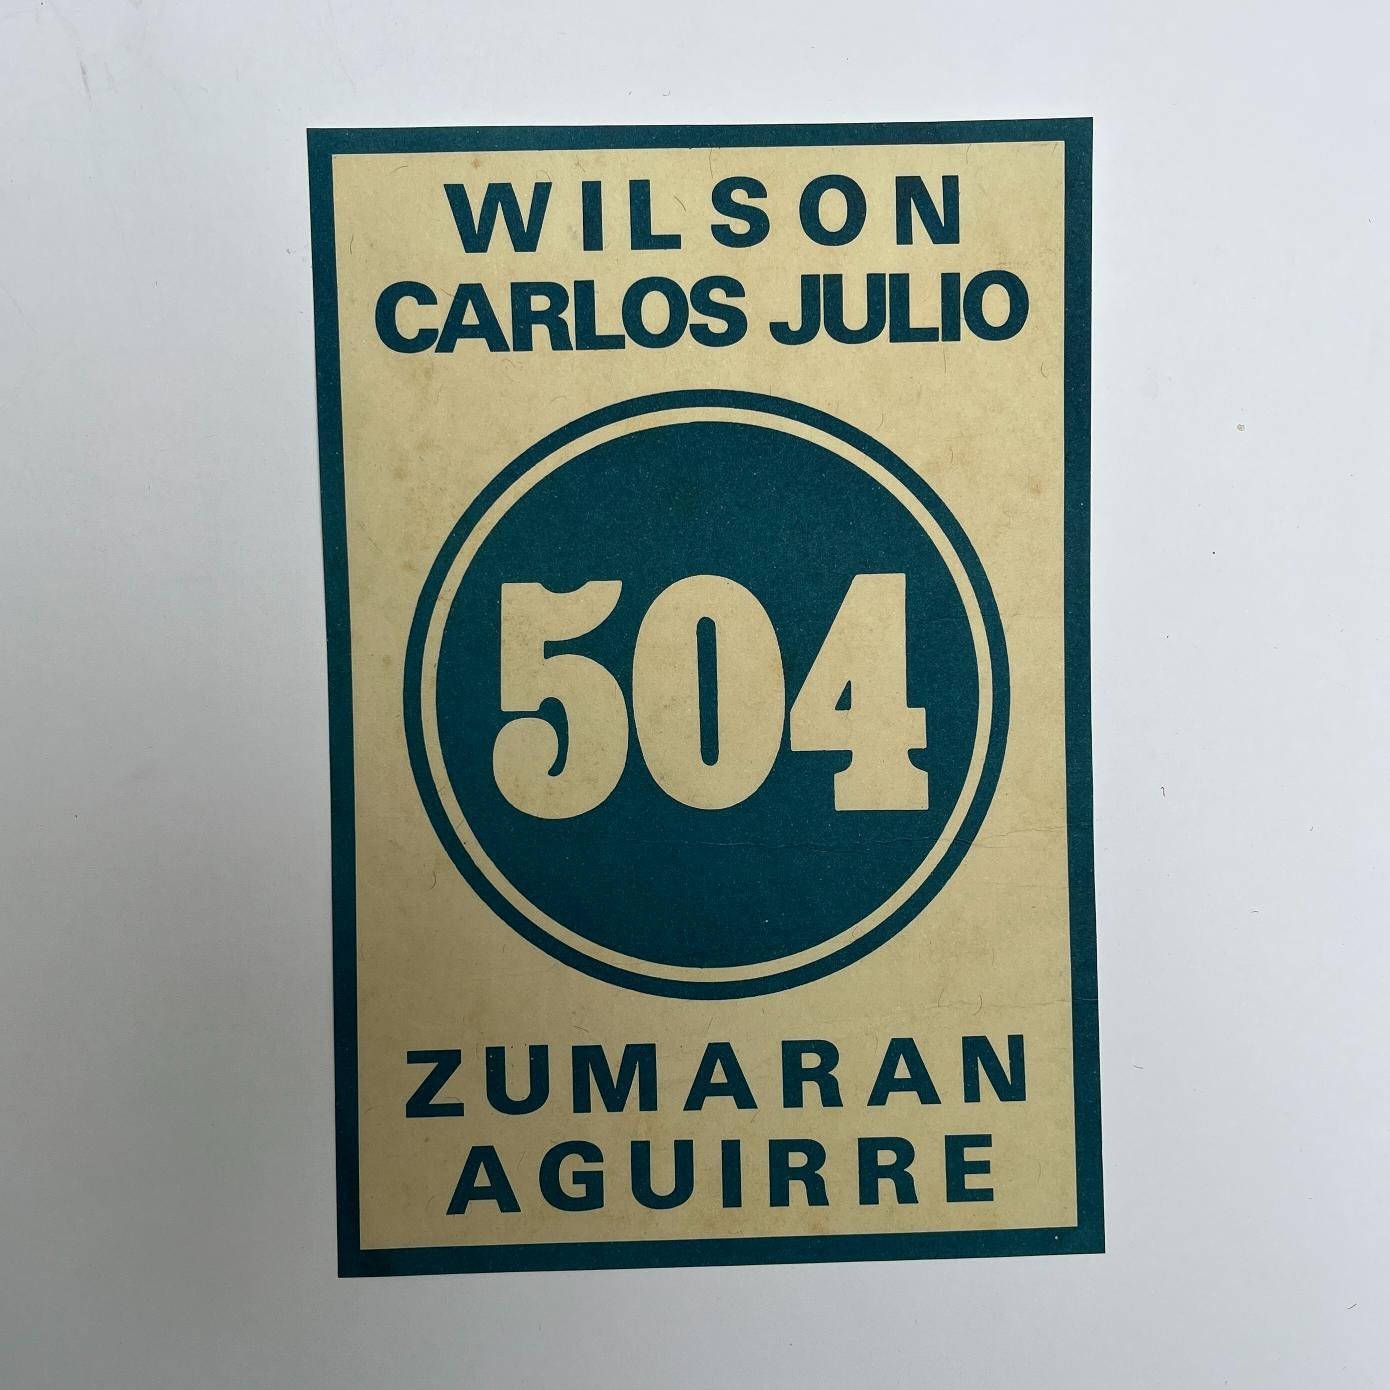 WILSON
CARLOS JULIO
504
ZUMARAN
AGUIRRE